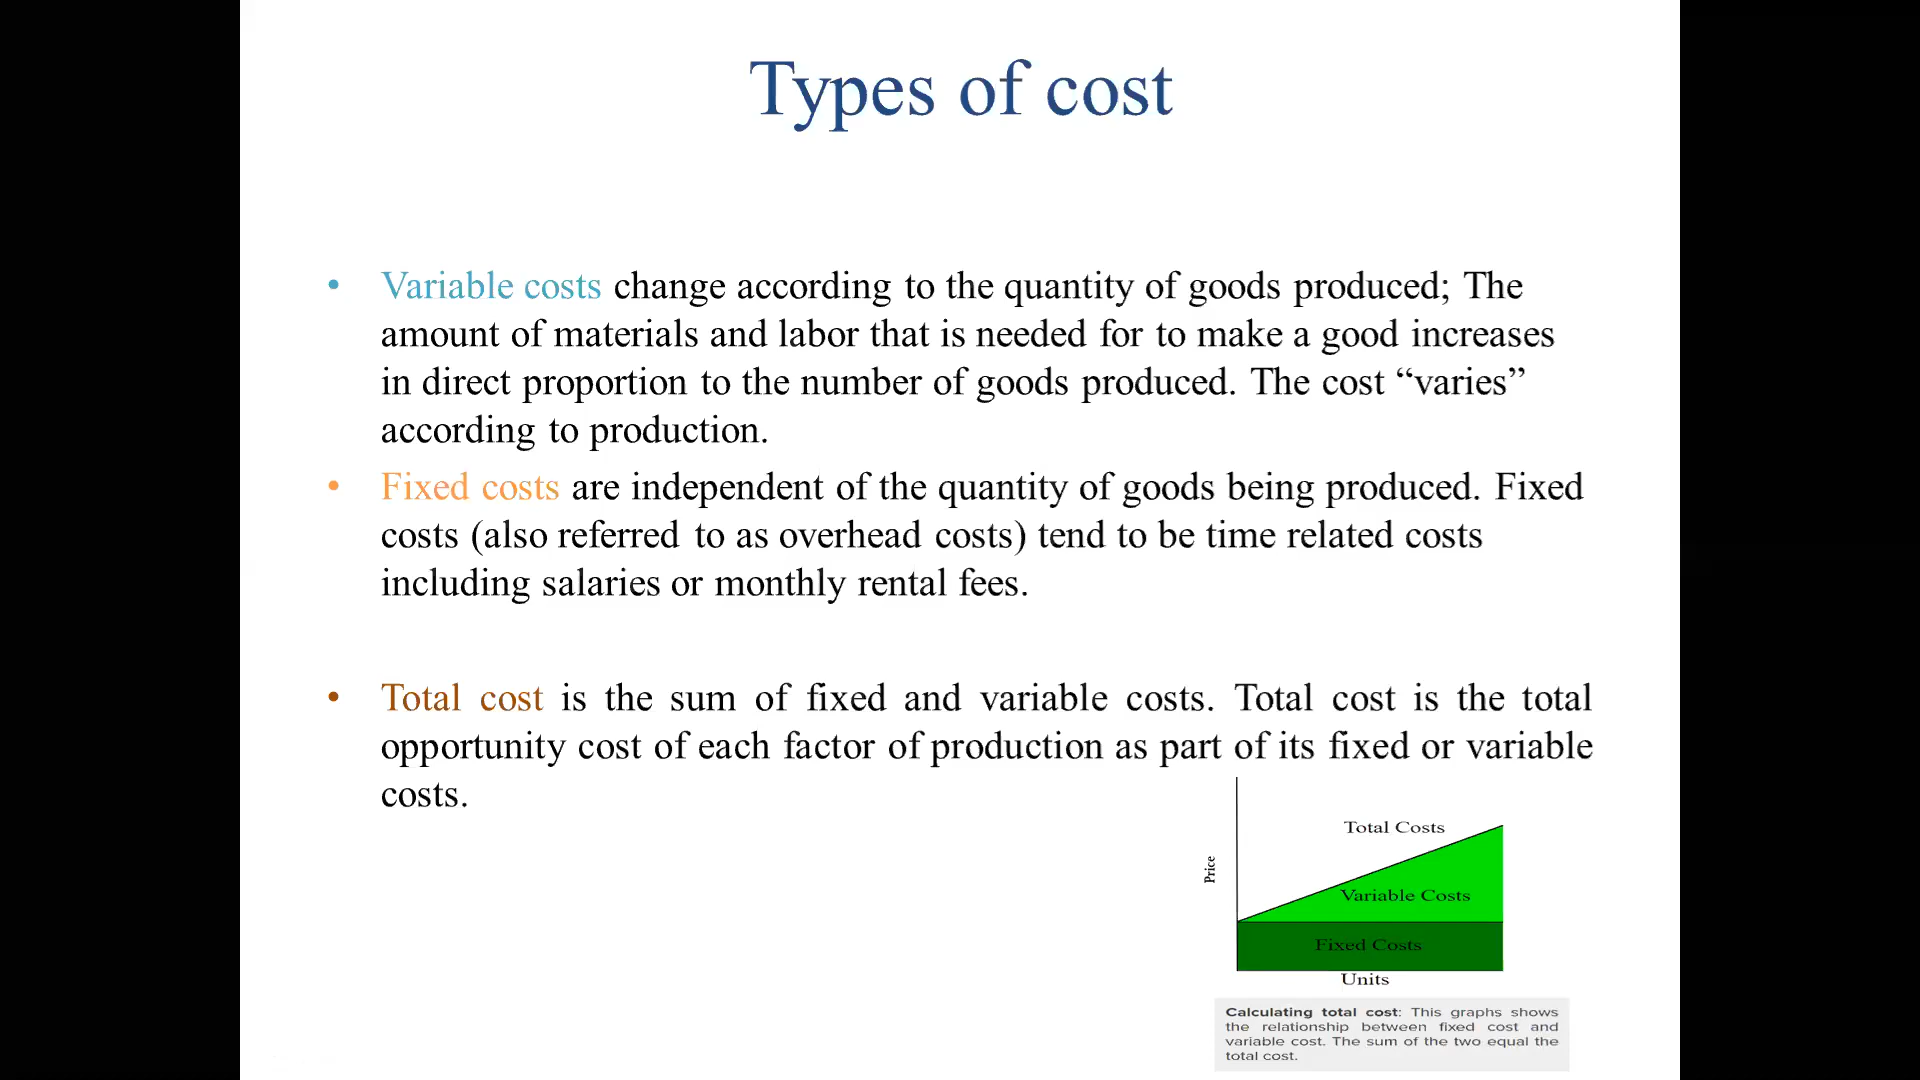 Types of cost
• Variable costs change according to the quantity of goods produced; The
amount of materials and labor that is needed for to make a good increases
in direct proportion to the number of goods produced. The cost “varies”
according to production.
• Fixed costs are independent of the quantity of goods being produced. Fixed
costs (also referred to as overhead costs) tend to be time related costs
including salaries or monthly rental fees.
• Total cost is the sum of fixed and variable costs. Total cost is the total
opportunity cost of each factor of production as part of its fixed or variable
costs.
Total Costs
Price
Variable Costs
Fixed Costs
Units
Calculating total cost: This graphs shows
the relationship between fixed cost and
variable cost. The sum of the two equal the
total cost.